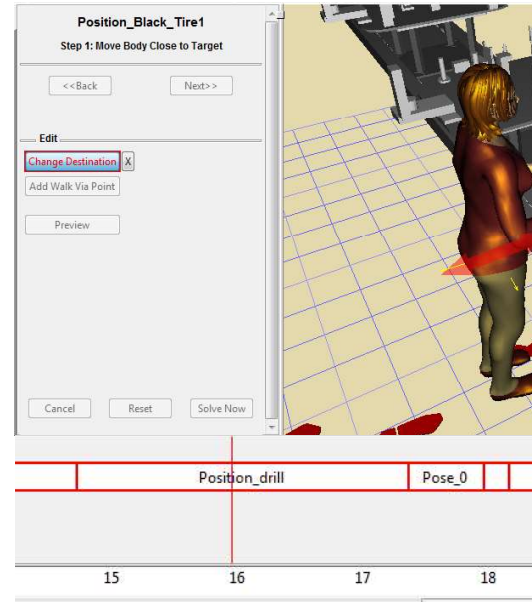 Position_Black_Tire1
Step 1: Move Body Close to Target
<<Back Next>>
Edit
Change Destination X
Add Walk Via Point
Preview
Cancel Reset Solve Now
Position_drill Pose_0
15 16 17 18